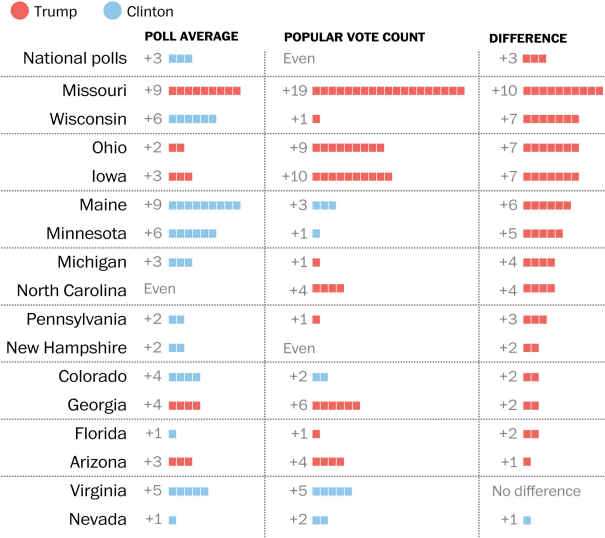 Trump Clinton
POLL AVERAGE POPULAR VOTE COUNT DIFFERENCE
National polls +3 Even +3
Missouri +9 +19 +10
Wisconsin +6 +1 +7
Ohio +2 +9 +7
Iowa +3 +10 +7
Maine +9 +3 +6
Minnesota +6 +1 +5
Michigan +3 +1 +4
North Carolina Even +4 +4
Pennsylvania +2 +1 +3
New Hampshire +2 Even +2
Colorado +4 +2 +2
Georgia +4 +6 +2
Florida +1 +1 +2
Arizona +3 +4 +1
Virginia +5 +5 No difference
Nevada +1 +2 +1